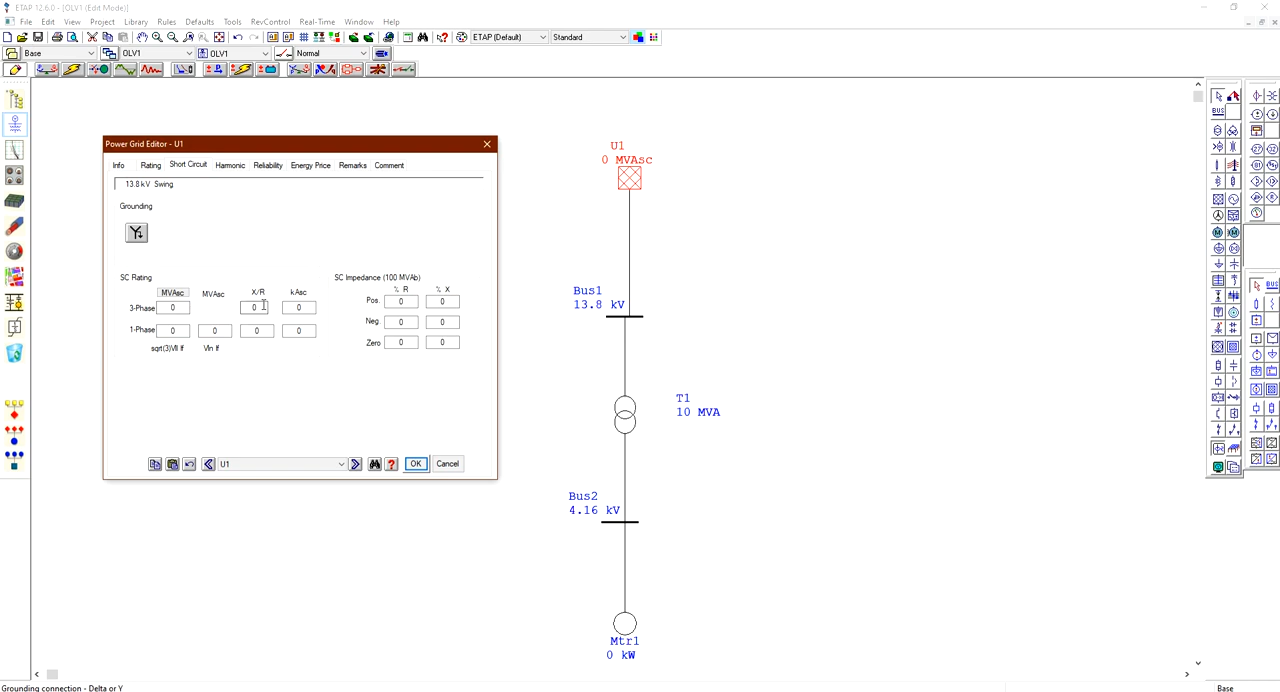 ETAP 12.6.0 - [OLV1 (Edit Mode)]
File Edit View Project Library Rules Defaults Tools RevControl Real-Time Window Help
ETAP (Default) Standard
Base OLV1 OLV1 Normal
Power Grid Editor - U1
Info Rating Short Circuit Harmonic Reliability Energy Price Remarks Comment
13.8 kV Swing
Grounding
SC Rating
MVAsc MVAsc X/R kAsc
3-Phase 0 0 0
1-Phase 0 0 0 0
sqrt(3)Vll If Vln If
SC Impedance (100 MVAb)
% R % X
Pos. 0 0
Neg. 0 0
Zero 0 0
U1
OK Cancel
U1
0 MVAsc
Bus1
13.8 kV
T1
10 MVA
Bus2
4.16 kV
Mtr1
0 kW
BUS
BUS
Grounding connection - Delta or Y
Base